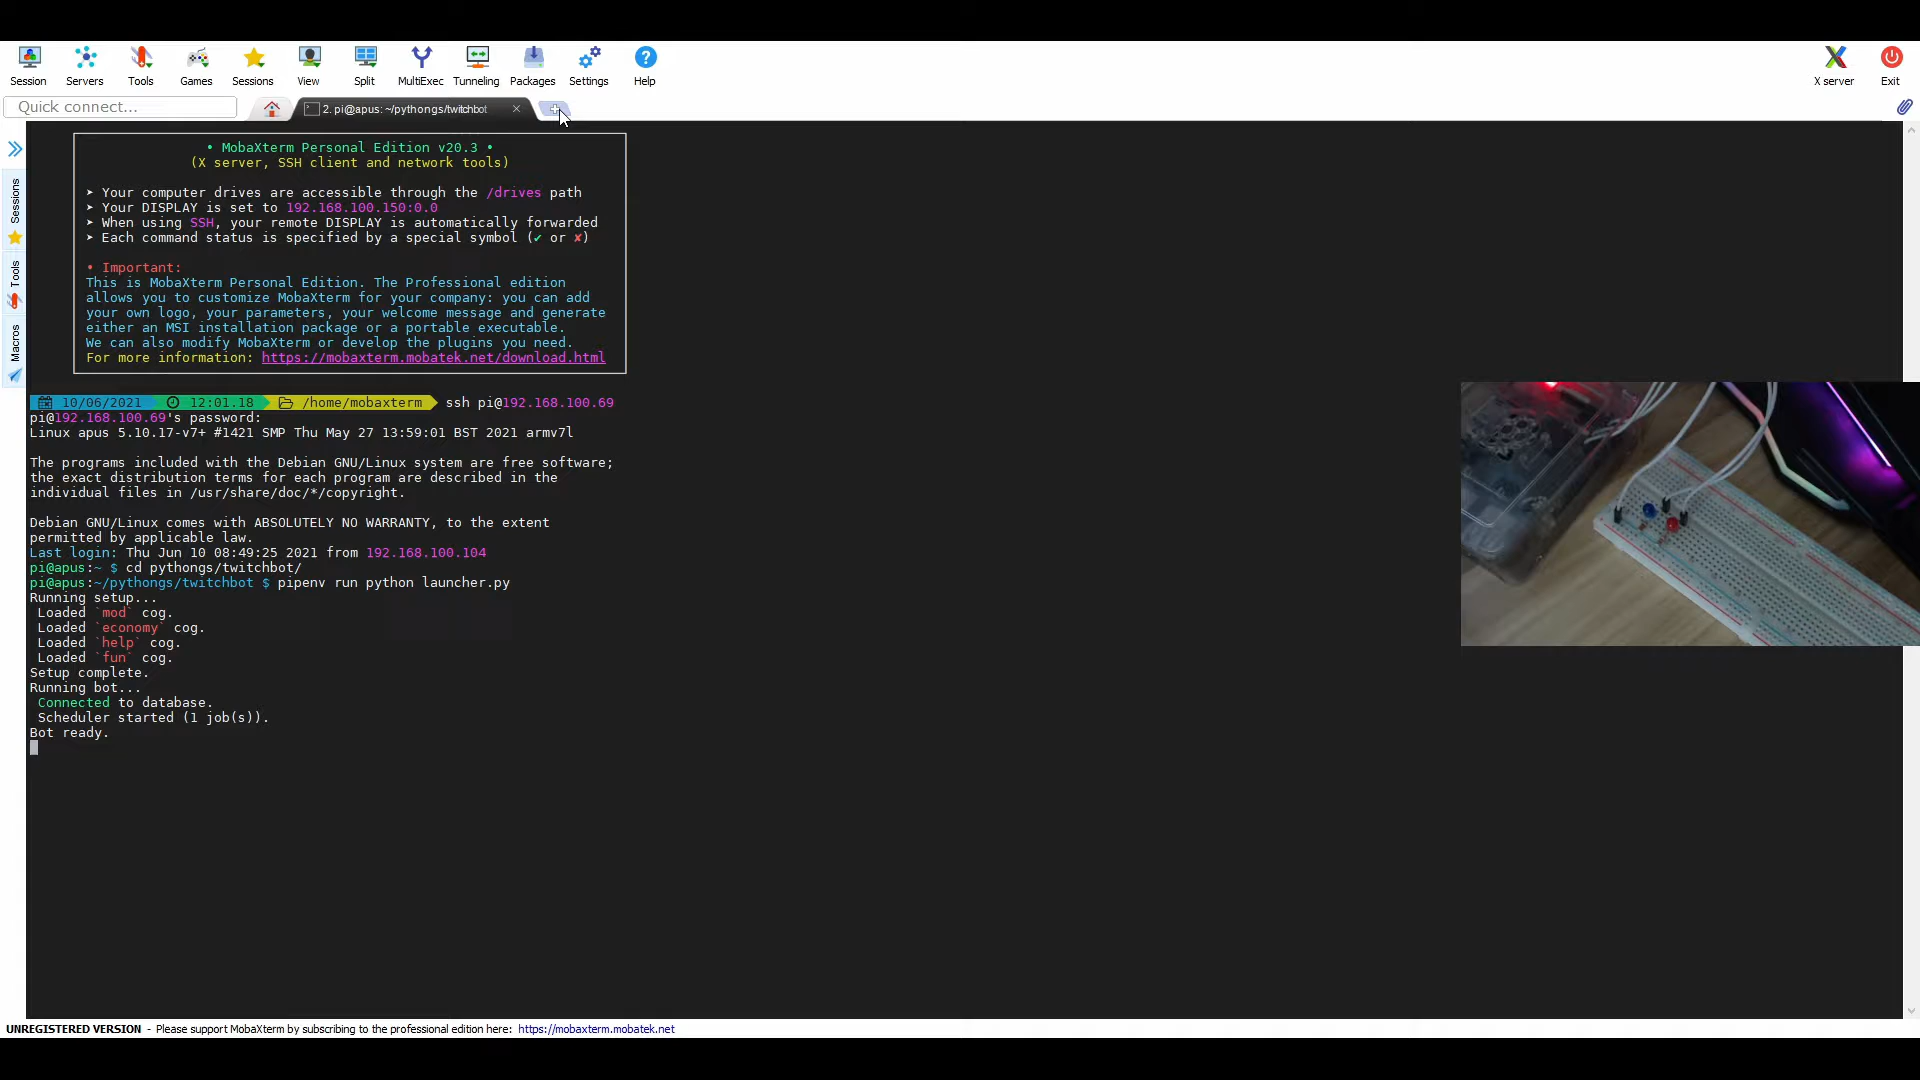 Session Servers Tools Games Sessions View Split MultiExec Tunneling Packages Settings Help X server Exit
Quick connect... 2. pi@apus: ~/pythongs/twitchbot
• MobaXterm Personal Edition v20.3 •
(X server, SSH client and network tools)
➤ Your computer drives are accessible through the /drives path
➤ Your DISPLAY is set to 192.168.100.150:0.0
➤ When using SSH, your remote DISPLAY is automatically forwarded
➤ Each command status is specified by a special symbol (✔ or ✘)
• Important:
This is MobaXterm Personal Edition. The Professional edition
allows you to customize MobaXterm for your company: you can add
your own logo, your parameters, your welcome message and generate
either an MSI installation package or a portable executable.
We can also modify MobaXterm or develop the plugins you need.
For more information: https://mobaxterm.mobatek.net/download.html
Sessions
Tools
Macros
10/06/2021 12:01.18 /home/mobaxterm ssh pi@192.168.100.69
pi@192.168.100.69's password:
Linux apus 5.10.17-v7+ #1421 SMP Thu May 27 13:59:01 BST 2021 armv7l
The programs included with the Debian GNU/Linux system are free software;
the exact distribution terms for each program are described in the
individual files in /usr/share/doc/*/copyright.
Debian GNU/Linux comes with ABSOLUTELY NO WARRANTY, to the extent
permitted by applicable law.
Last login: Thu Jun 10 08:49:25 2021 from 192.168.100.104
pi@apus:~ $ cd pythongs/twitchbot/
pi@apus:~/pythongs/twitchbot $ pipenv run python launcher.py
Running setup...
Loaded `mod` cog.
Loaded `economy` cog.
Loaded `help` cog.
Loaded `fun` cog.
Setup complete.
Running bot...
Connected to database.
Scheduler started (1 job(s)).
Bot ready.
UNREGISTERED VERSION - Please support MobaXterm by subscribing to the professional edition here: https://mobaxterm.mobatek.net